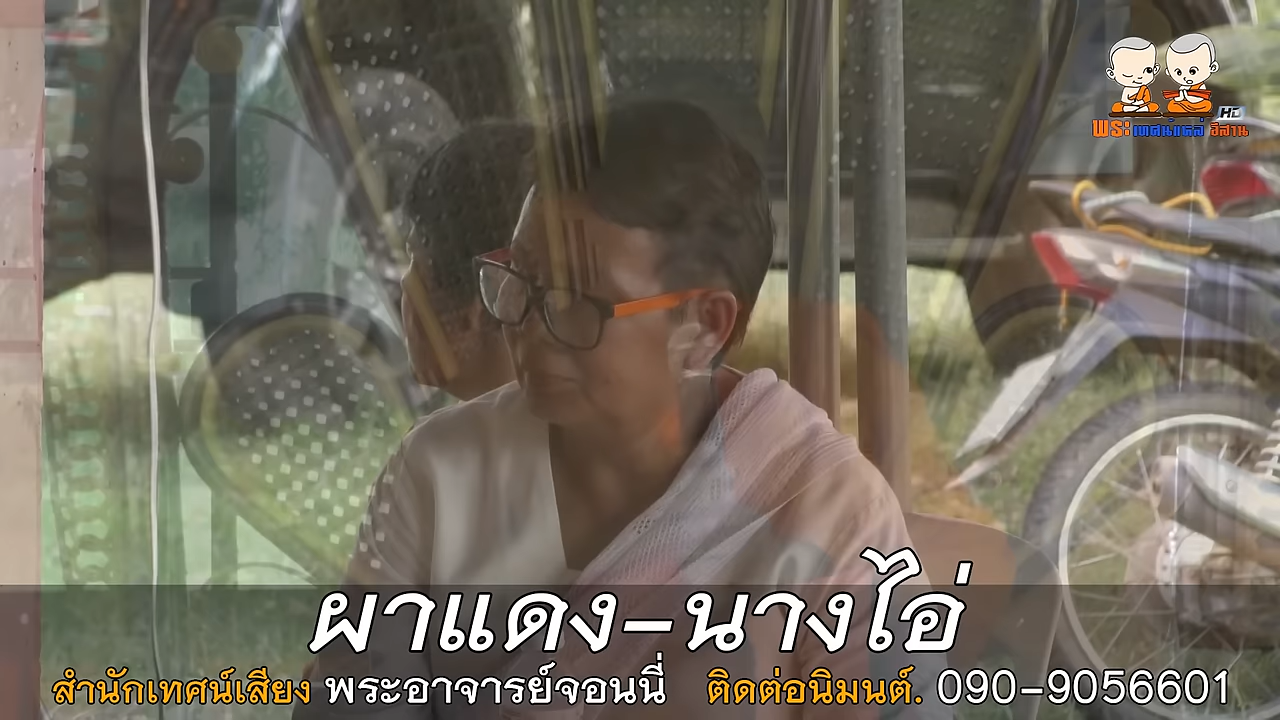 HD
พระเทศน์แหล่ อีสาน
ผาแดง-นางไอ่
สำนักเทศน์เสียง พระอาจารย์จอนนี่ ติดต่อนิมนต์. 090-9056601